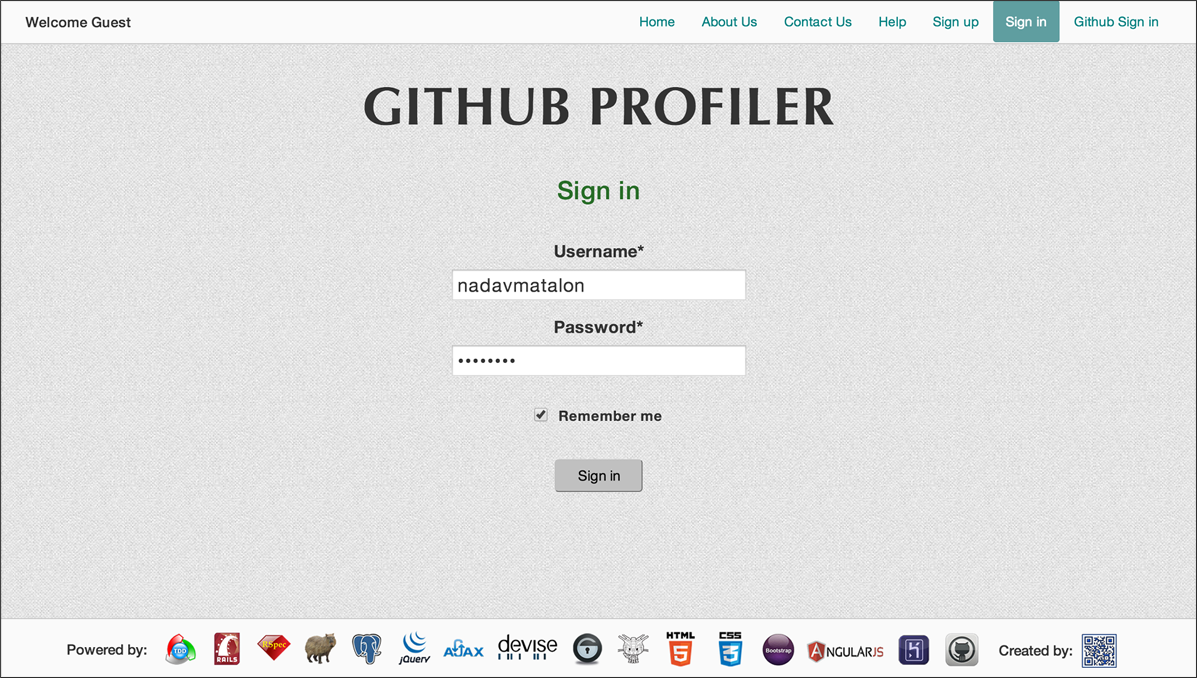 Welcome Guest
Home About Us Contact Us Help Sign up Sign in Github Sign in
GITHUB PROFILER
Sign in
Username*
nadavmatalon
Password*
••••••••
Remember me
Sign in
Powered by: TDD RAILS RSpec jQuery AJAX devise HTML 5 CSS 3 Bootstrap ANGULARJS Created by: